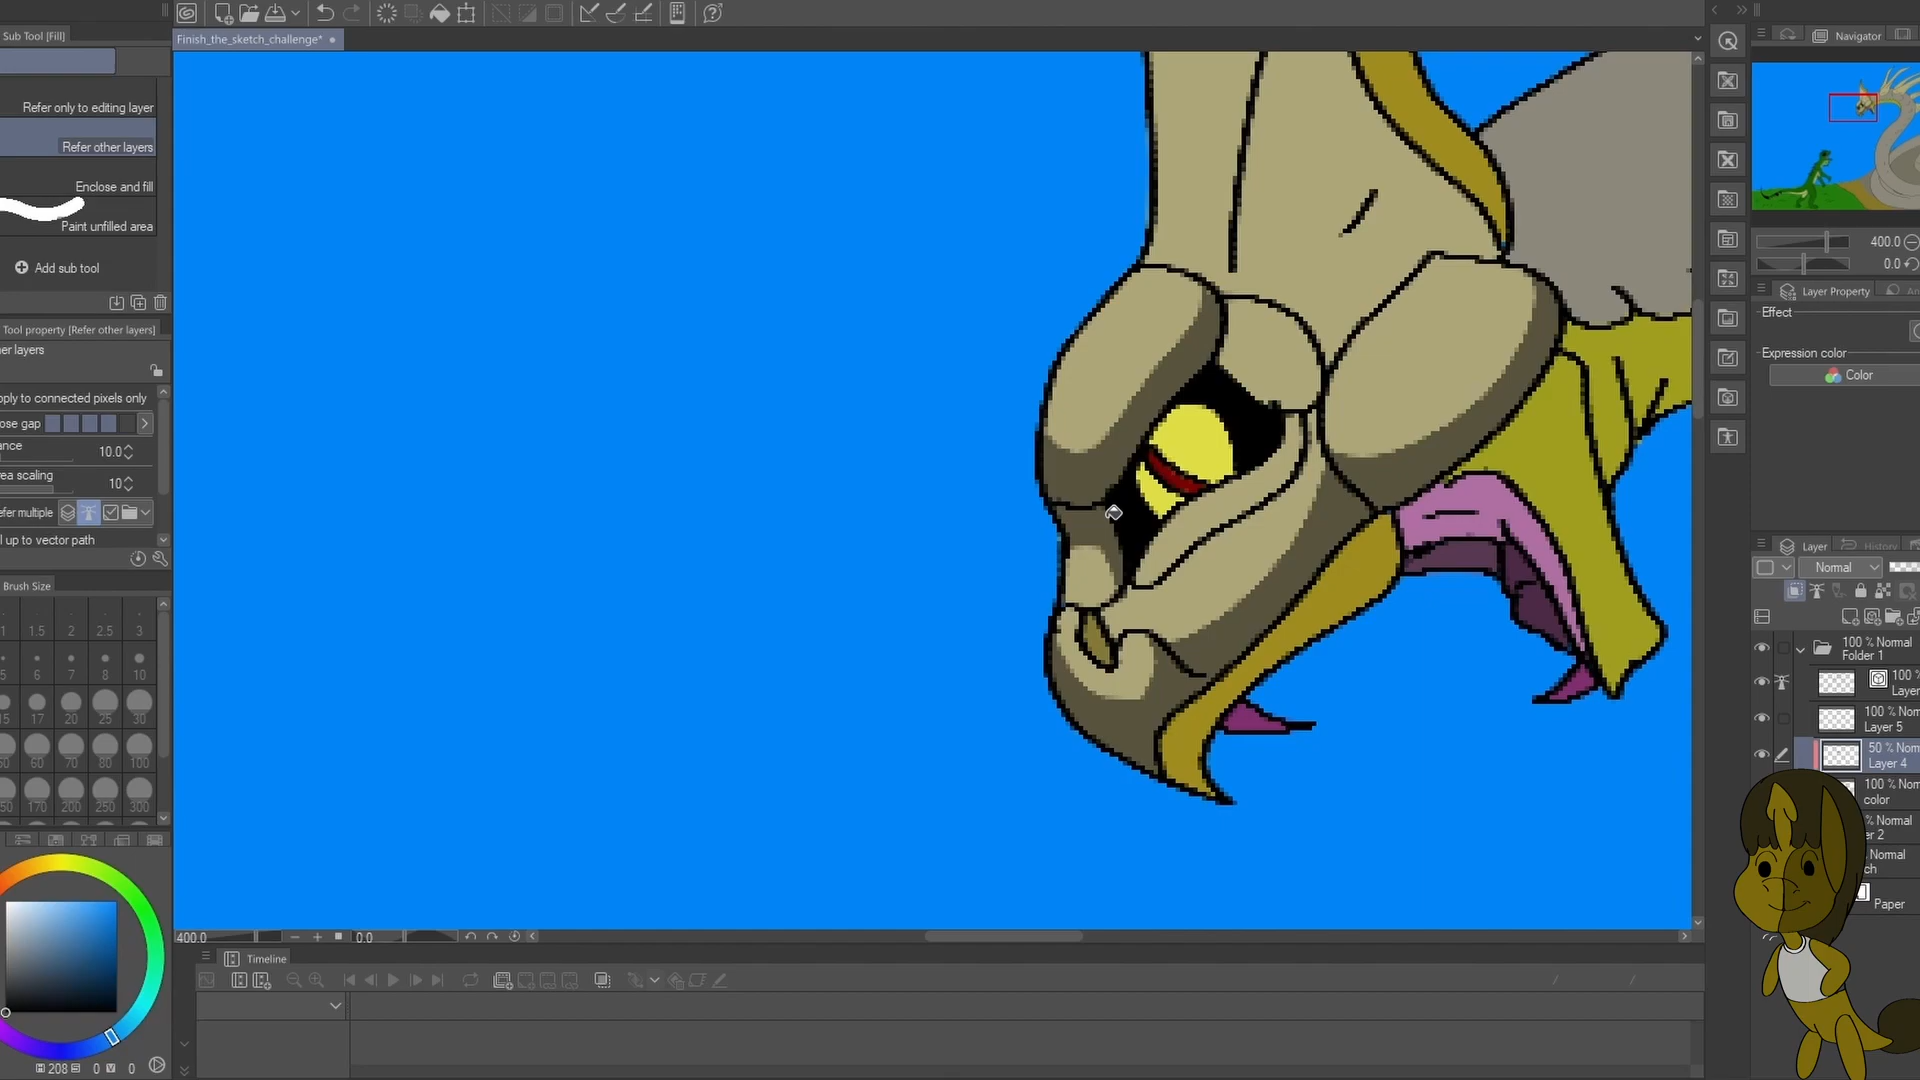 Sub Tool [Fill]
Finish_the_sketch_challenge*
Navigator
Refer only to editing layer
Refer other layers
Enclose and fill
Paint unfilled area
Add sub tool
400.0
0.0
Layer Property
Tool property [Refer other layers]
er layers
pply to connected pixels only
ose gap
ance 10.0
rea scaling 10
efer multiple
l up to vector path
Effect
Expression color
Color
Brush Size
1 1.5 2 2.5 3
5 6 7 8 10
15 17 20 25 30
50 60 70 80 100
50 170 200 250 300
Layer
History
Normal
100 % Normal
Folder 1
100 %
Layer
100 % Norm
Layer 5
50 % Norm
Layer 4
100 % Normal
color
% Normal
er 2
Normal
ch
Paper
400.0 0.0
Timeline
208 0 V 0